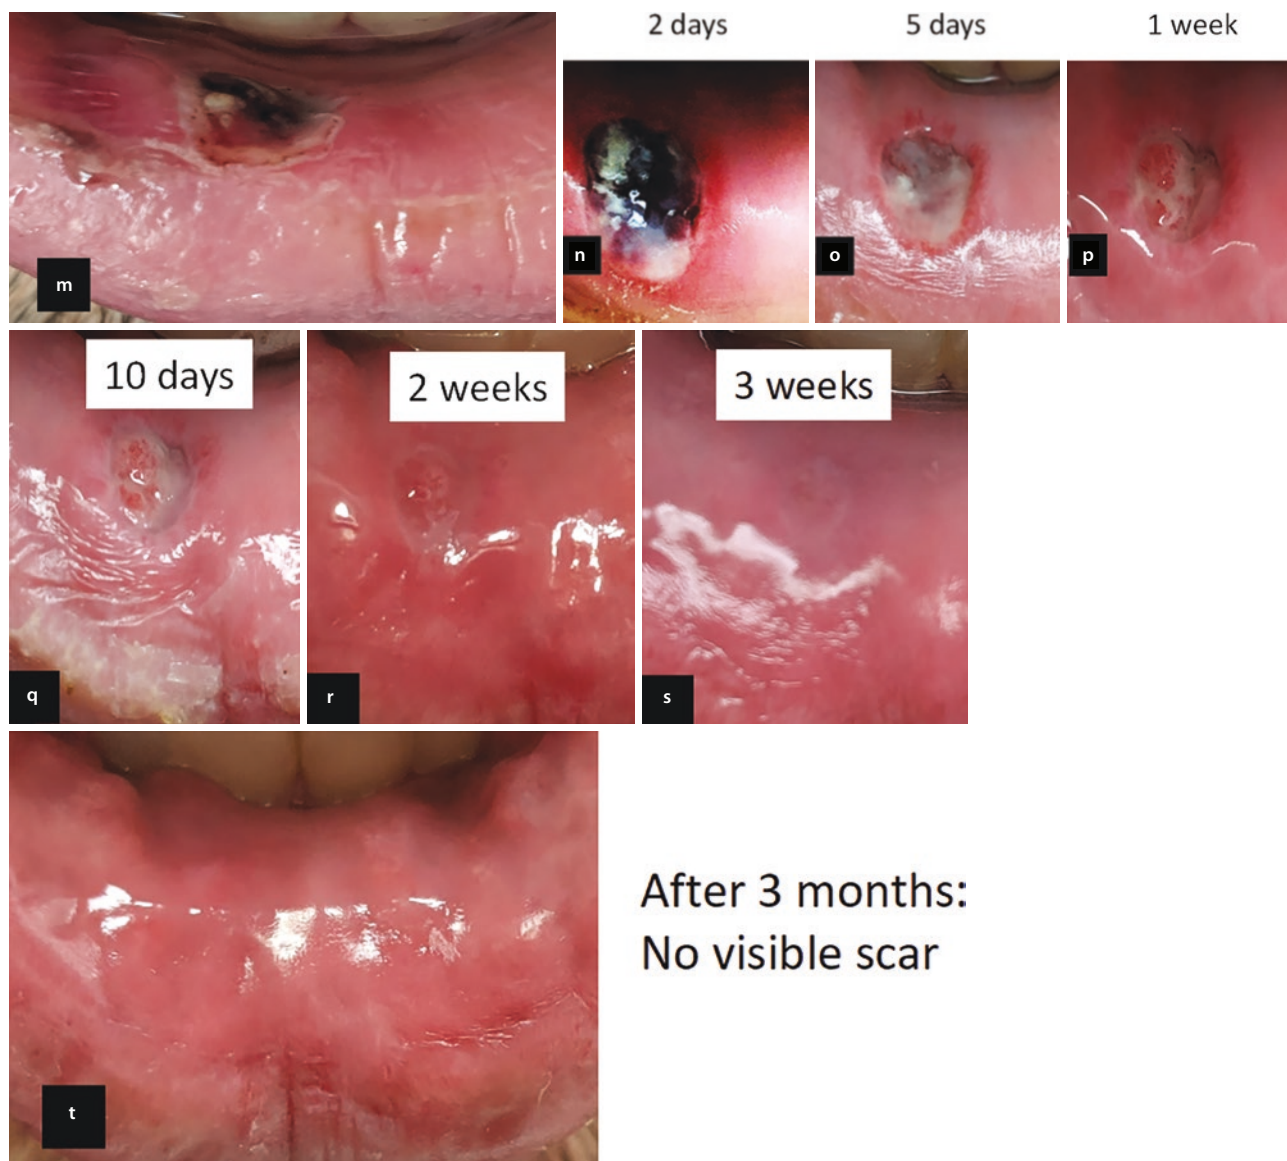 2 days
5 days
1 week
m
n
o
p
10 days
2 weeks
3 weeks
q
r
s
After 3 months:
No visible scar
t